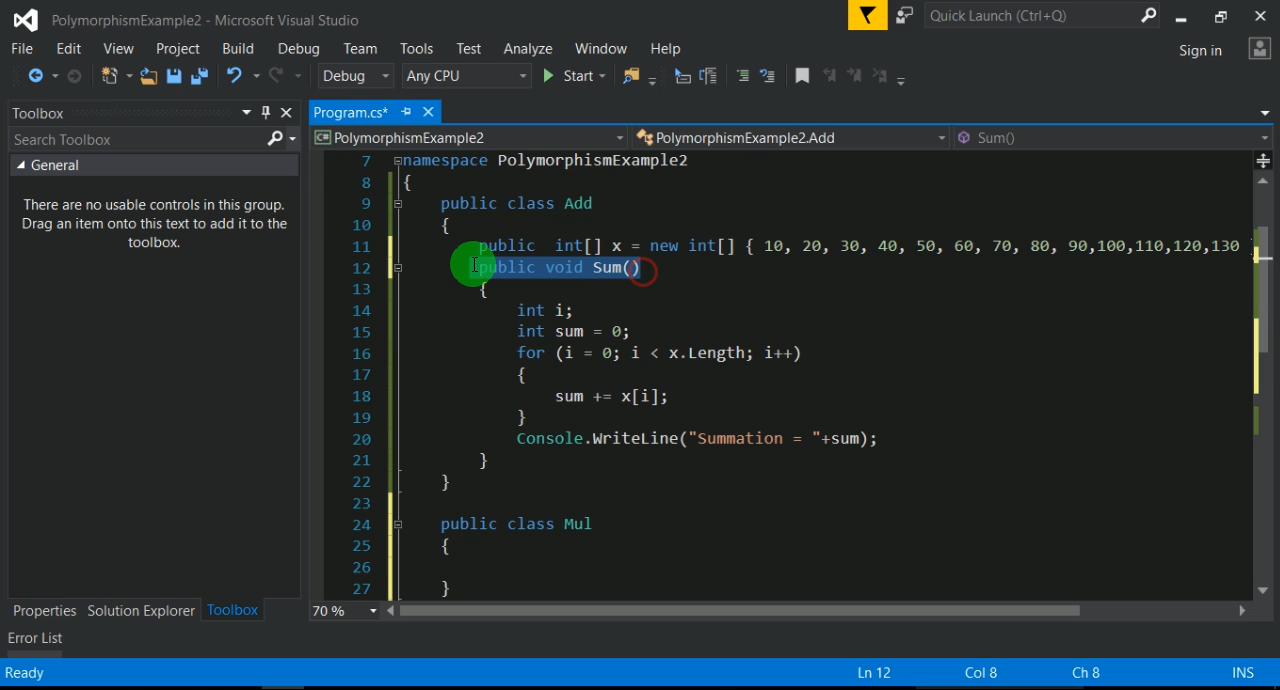 PolymorphismExample2 - Microsoft Visual Studio
Quick Launch (Ctrl+Q)
File Edit View Project Build Debug Team Tools Test Analyze Window Help
Sign in
Debug Any CPU Start
Toolbox
Search Toolbox
General
There are no usable controls in this group.
Drag an item onto this text to add it to the
toolbox.
Program.cs*
PolymorphismExample2 PolymorphismExample2.Add Sum()
7 namespace PolymorphismExample2
8 {
9 public class Add
10 {
11 public  int[] x = new int[] { 10, 20, 30, 40, 50, 60, 70, 80, 90,100,110,120,130
12 public void Sum()
13 {
14 int i;
15 int sum = 0;
16 for (i = 0; i < x.Length; i++)
17 {
18 sum += x[i];
19 }
20 Console.WriteLine("Summation = "+sum);
21 }
22 }
23
24 public class Mul
25 {
26
27 }
70 %
Properties Solution Explorer Toolbox
Error List
Ready Ln 12 Col 8 Ch 8 INS